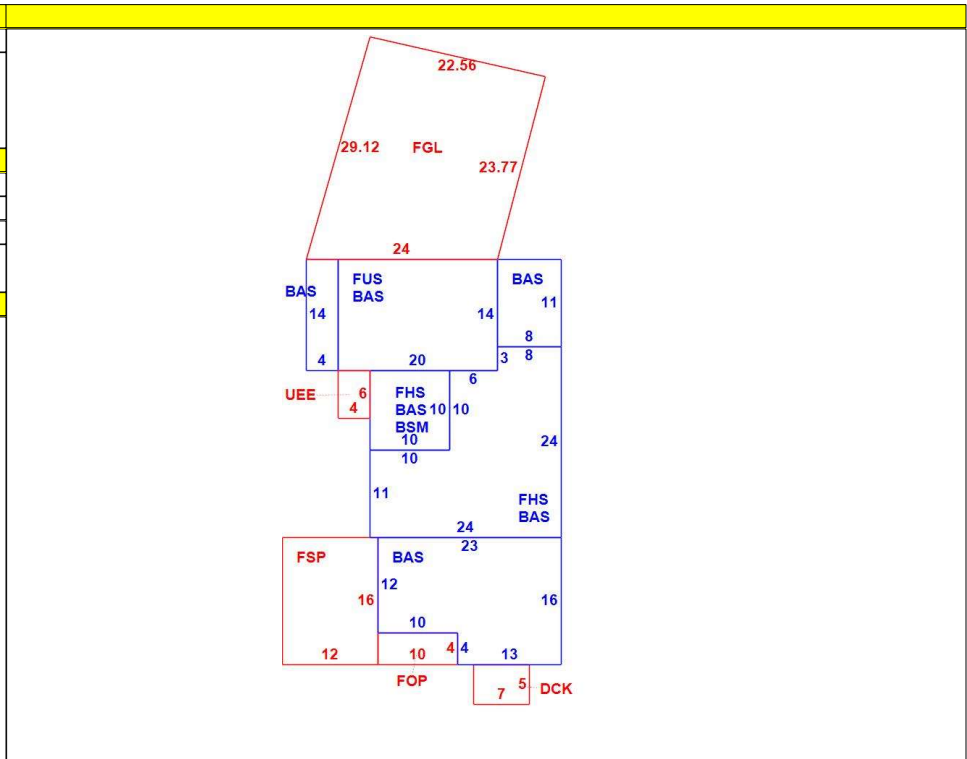 22.56
29.12 FGL
23.77
24
FUS
BAS
BAS
11
BAS
14
14
8
4
20
3 8
6
UEE
6
4
FHS
BAS 10 10
BSM
10
10
24
11
FHS
BAS
24
23
FSP
BAS
12
16
16
10
12
10
4 4
13
FOP
7
5
DCK